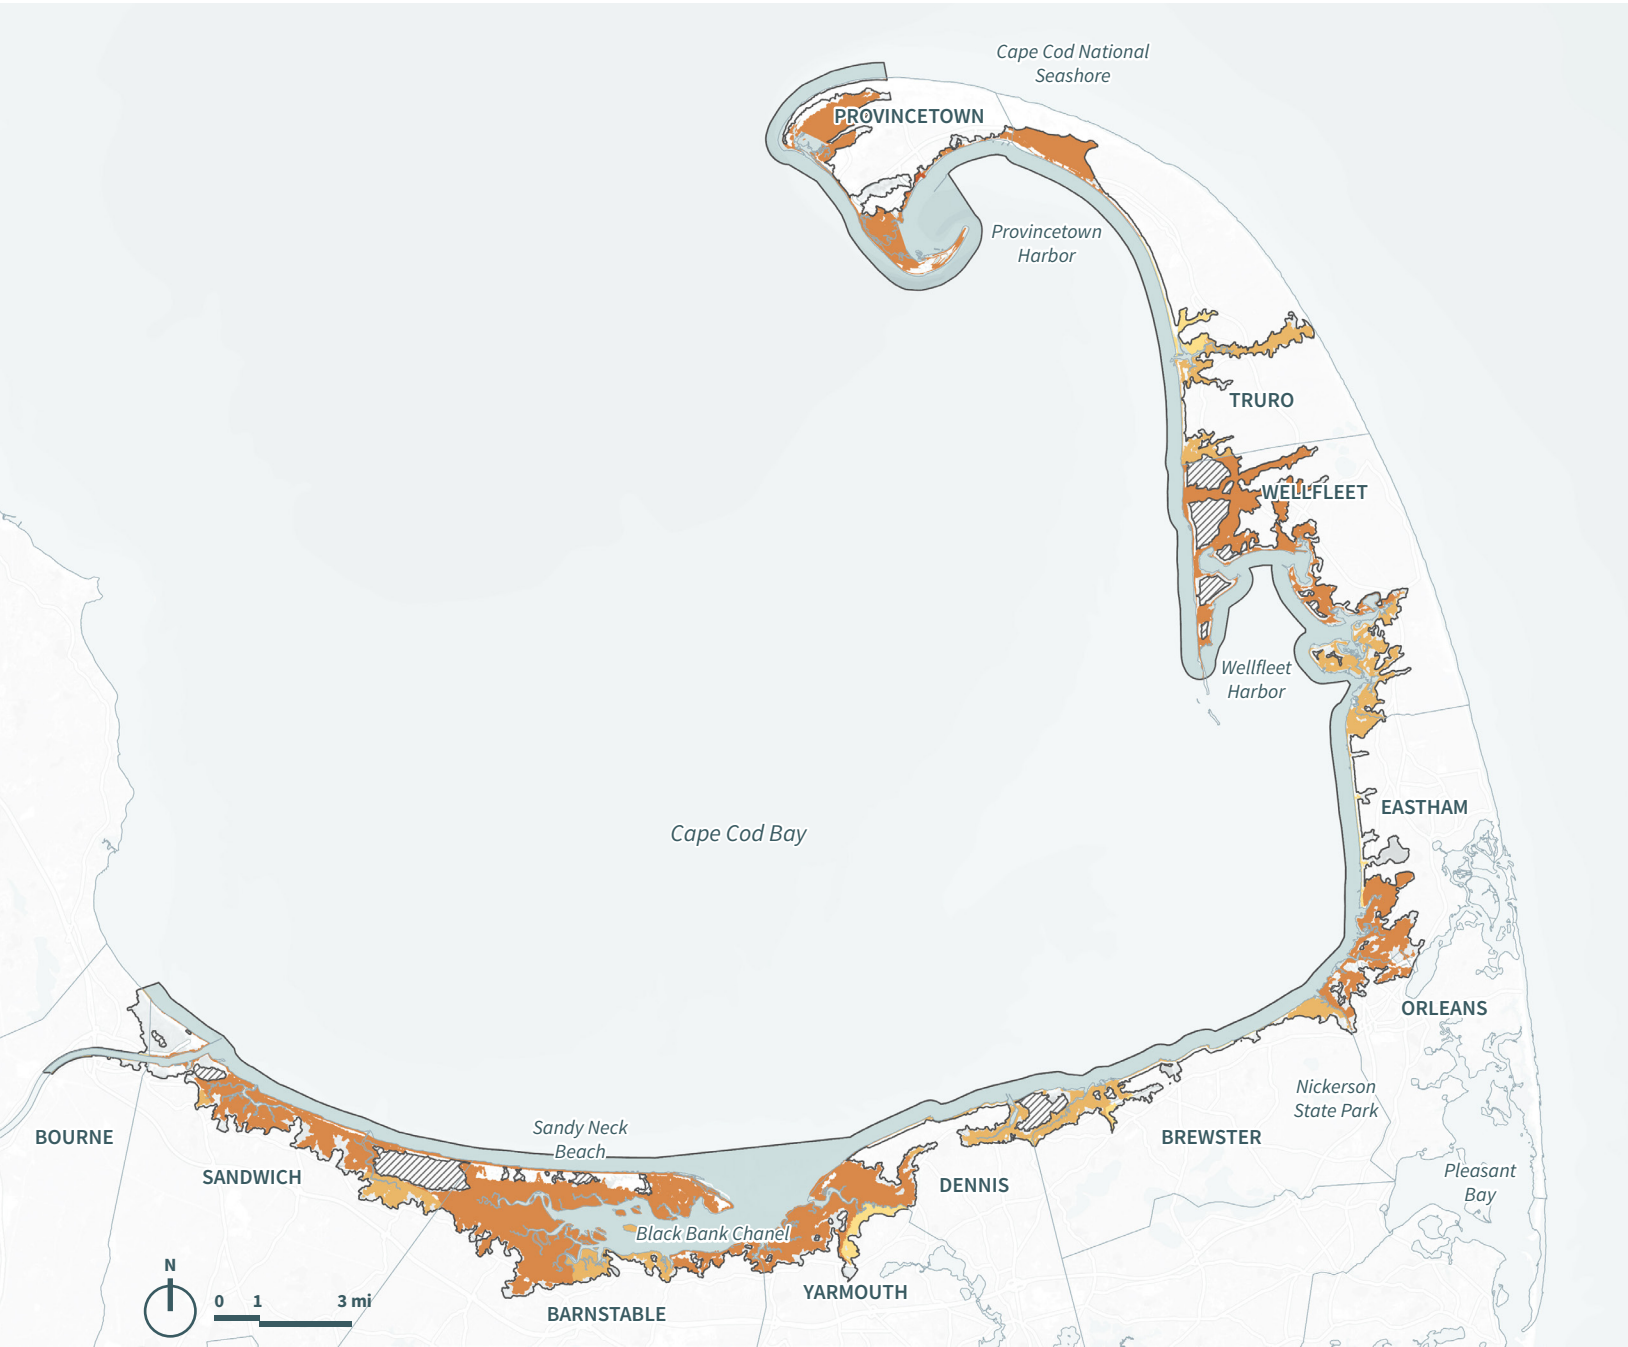 Cape Cod National
Seashore
PROVINCETOWN
Provincetown
Harbor
TRURO
WELLFLEET
Wellfleet
Harbor
Cape Cod Bay
EASTHAM
ORLEANS
Nickerson
State Park
BOURNE
Sandy Neck
Beach
BREWSTER
SANDWICH
Pleasant
Bay
DENNIS
Black Bank Chanel
N
YARMOUTH
0 1 3 mi
BARNSTABLE